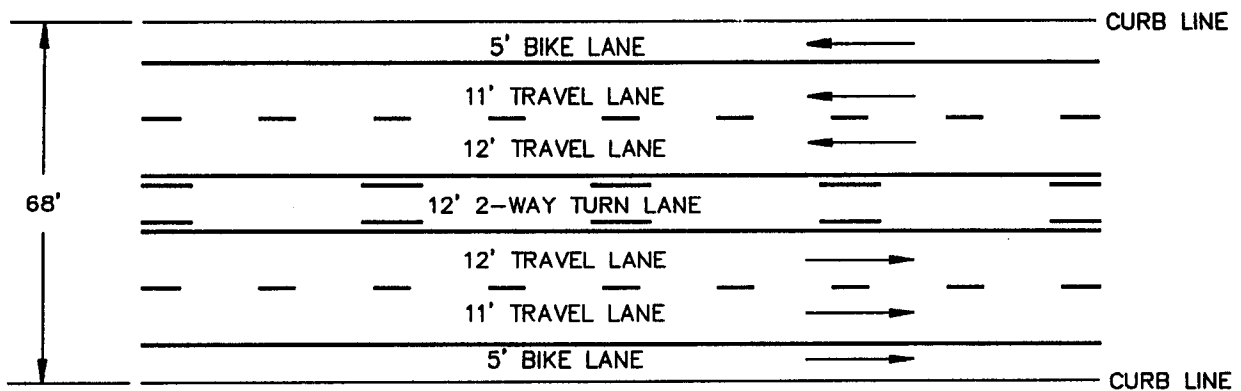 CURB LINE
5' BIKE LANE
11' TRAVEL LANE
12' TRAVEL LANE
68'
12' 2-WAY TURN LANE
12' TRAVEL LANE
11' TRAVEL LANE
5' BIKE LANE
CURB LINE